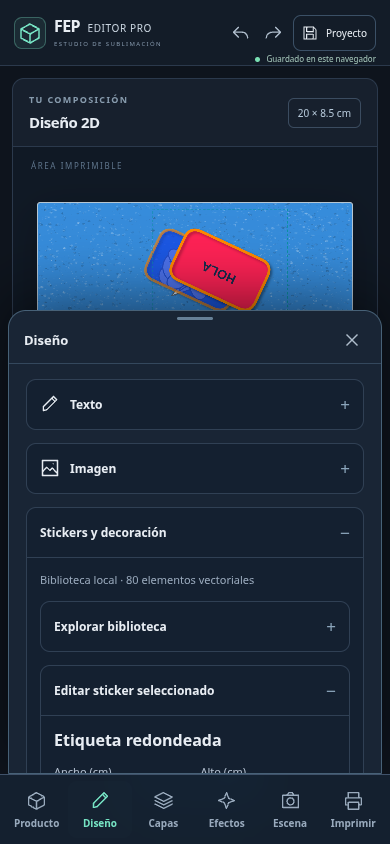 FEP EDITOR PRO
ESTUDIO DE SUBLIMACIÓN
Proyecto
Guardado en este navegador
TU COMPOSICIÓN
Diseño 2D
20 × 8.5 cm
ÁREA IMPRIMIBLE
HOLA
Diseño
Texto
Imagen
Stickers y decoración
Biblioteca local · 80 elementos vectoriales
Explorar biblioteca
Editar sticker seleccionado
Etiqueta redondeada
Ancho (cm) Alto (cm)
Producto Diseño Capas Efectos Escena Imprimir